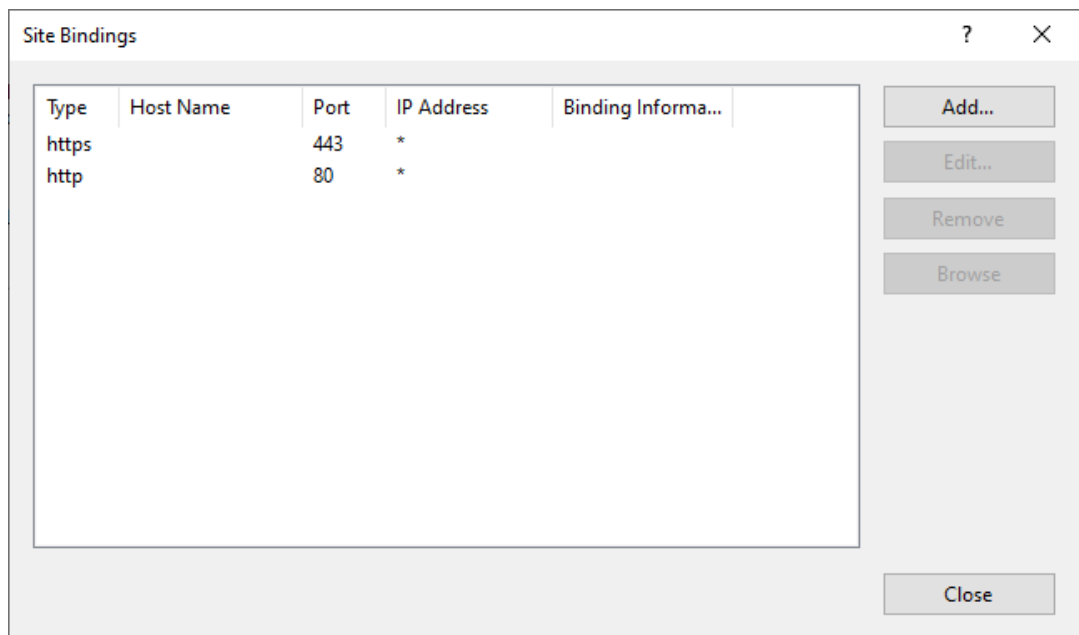 Site Bindings ?
Type Host Name Port IP Address Binding Informa...
https 443 *
http 80 *
Add...
Edit...
Remove
Browse
Close